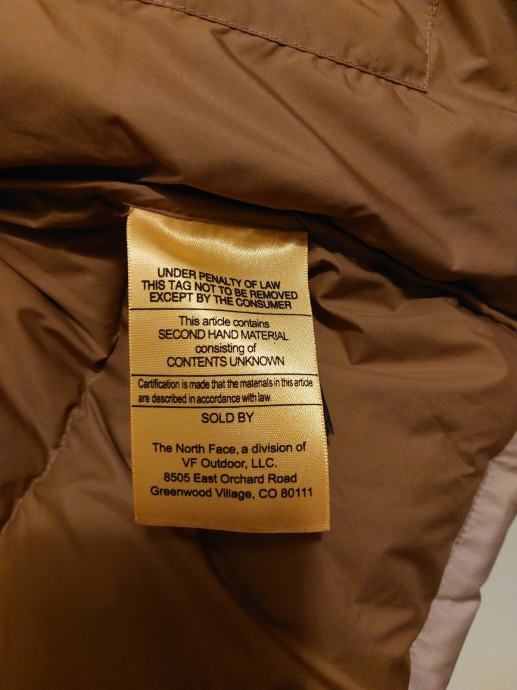 UNDER PENALTY OF LAW
THIS TAG NOT TO BE REMOVED
EXCEPT BY THE CONSUMER
This article contains
SECOND HAND MATERIAL
consisting of
CONTENTS UNKNOWN
Certification is made that the materials in this article
are described in accordance with law.
SOLD BY
The North Face, a division of
VF Outdoor, LLC.
8505 East Orchard Road
Greenwood Village, CO 80111